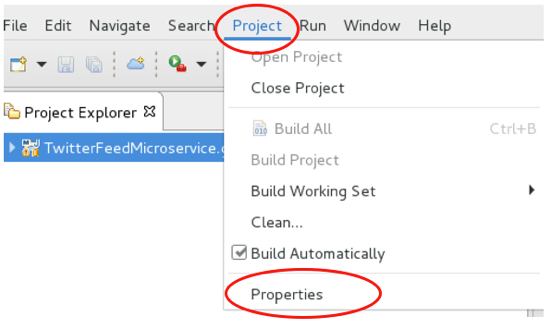 File Edit Navigate Search Project Run Window Help
Open Project
Project Explorer
Close Project
010 Build All Ctrl+B
TwitterFeedMicroservice.g
Build Project
Build Working Set
Clean...
Build Automatically
Properties